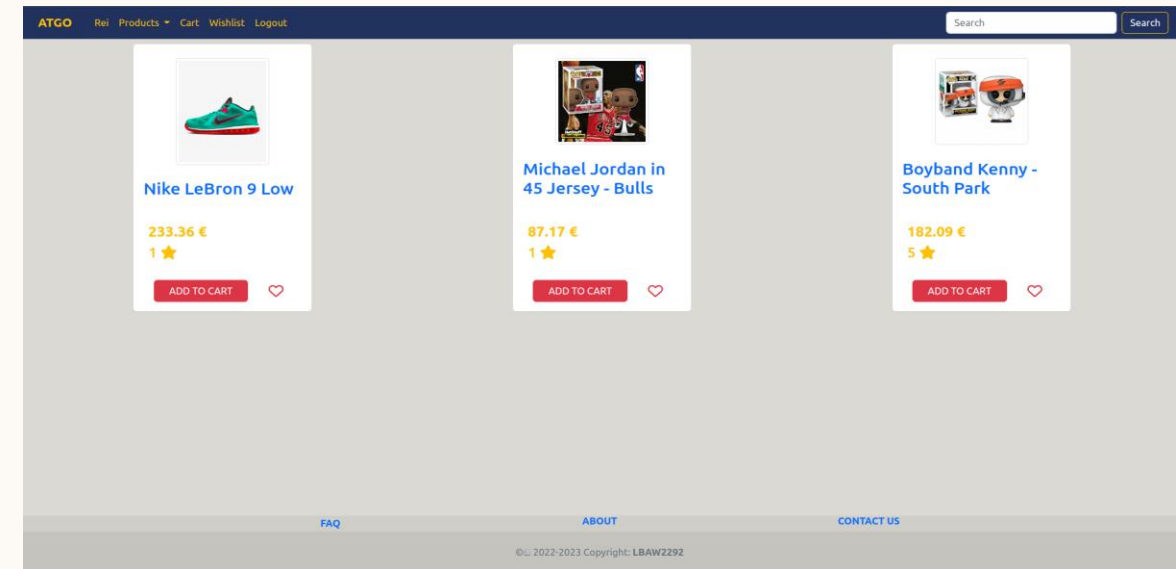 ATGO Rei Products Cart Wishlist Logout Search Search
Nike LeBron 9 Low
233.36 €
1
ADD TO CART
Michael Jordan in
45 Jersey - Bulls
87.17 €
1
ADD TO CART
Boyband Kenny -
South Park
182.09 €
5
ADD TO CART
FAQ ABOUT CONTACT US
© 2022-2023 Copyright: LBAW2292